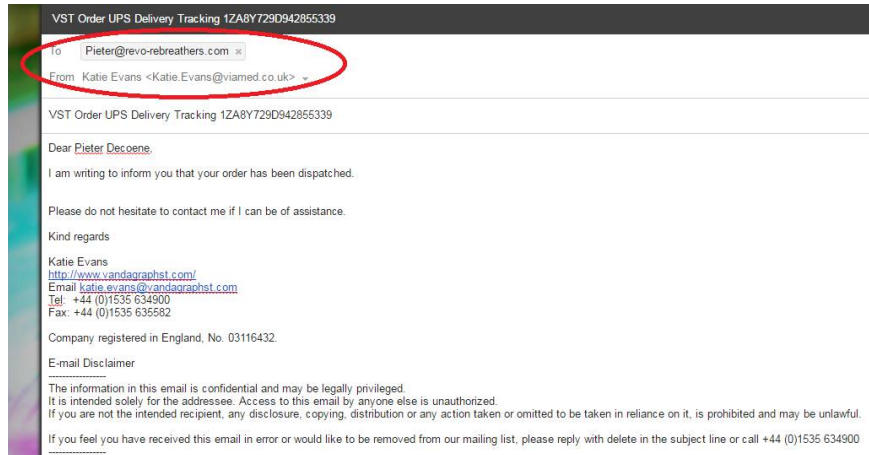 VST Order UPS Delivery Tracking 1ZA8Y729D942855339
To Pieter@revo-rebreathers.com ×
From Katie Evans <Katie.Evans@viamed.co.uk>
VST Order UPS Delivery Tracking 1ZA8Y729D942855339
Dear Pieter Decoene,
I am writing to inform you that your order has been dispatched.
Please do not hesitate to contact me if I can be of assistance.
Kind regards
Katie Evans
http://www.vandagraphst.com/
Email katie.evans@vandagraphst.com
Tel: +44 (0)1535 634900
Fax: +44 (0)1535 635582
Company registered in England, No. 03116432.
E-mail Disclaimer
-----------------
The information in this email is confidential and may be legally privileged.
It is intended solely for the addressee. Access to this email by anyone else is unauthorized.
If you are not the intended recipient, any disclosure, copying, distribution or any action taken or omitted to be taken in reliance on it, is prohibited and may be unlawful.
If you feel you have received this email in error or would like to be removed from our mailing list, please reply with delete in the subject line or call +44 (0)1535 634900
-----------------